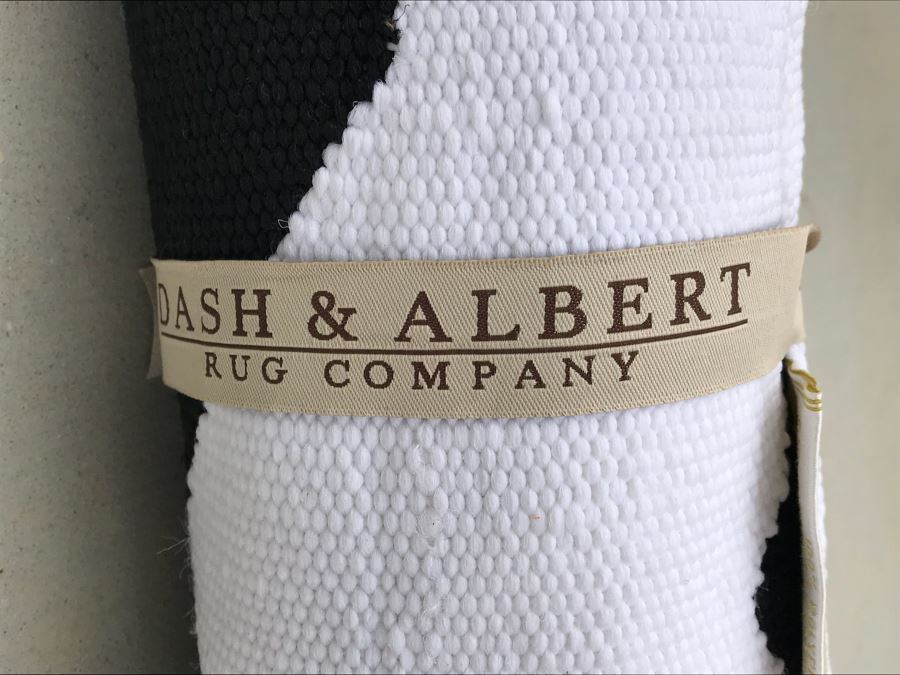 DASH & ALBERT
RUG COMPANY